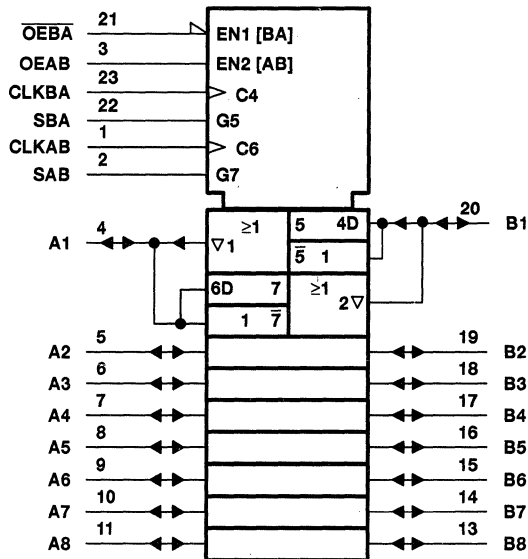 OEBA 21 EN1 [BA]
OEAB 3 EN2 [AB]
CLKBA 23 C4
SBA 22 G5
CLKAB 1 C6
SAB 2 G7
A1 4 ≥1 ▽1 5 4D 20 B1
5̅ 1
6D 7 ≥1 2▽
1 7̅
A2 5 19 B2
A3 6 18 B3
A4 7 17 B4
A5 8 16 B5
A6 9 15 B6
A7 10 14 B7
A8 11 13 B8